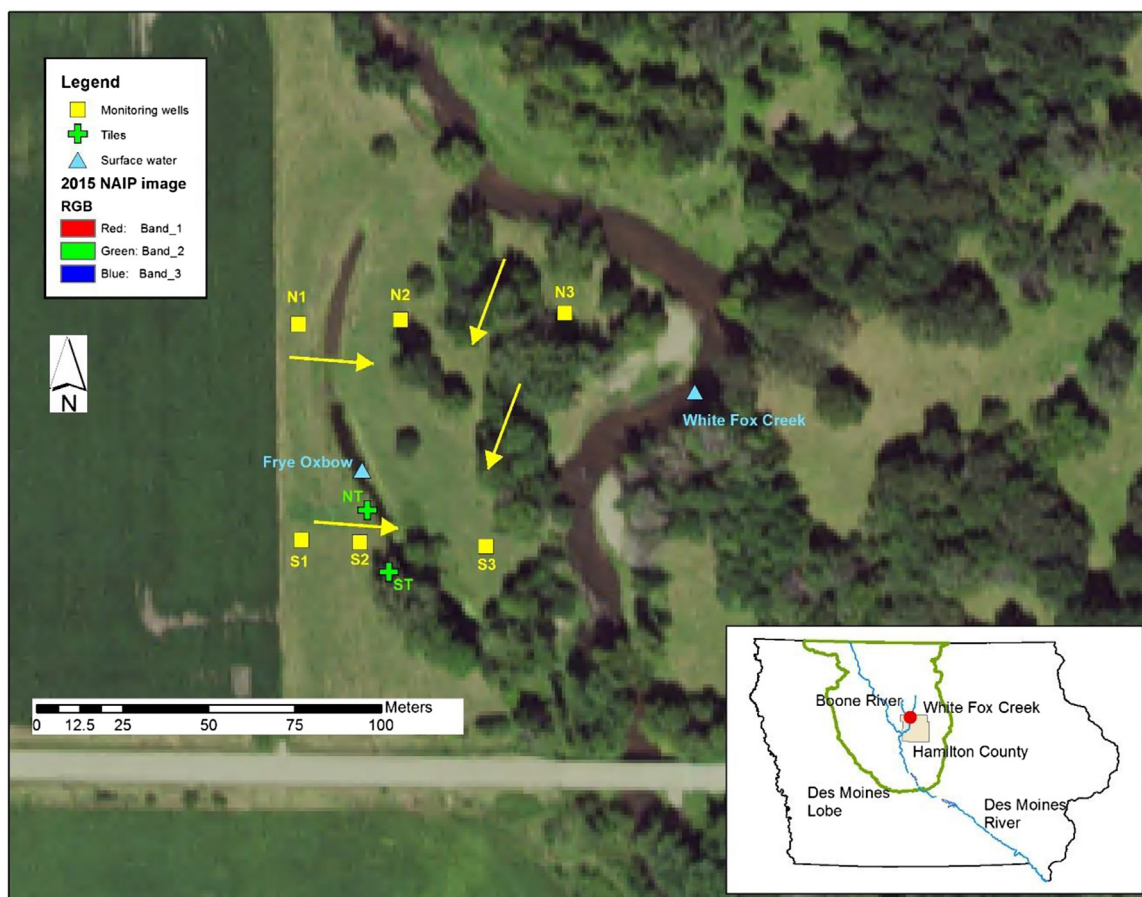 Legend
Monitoring wells
Tiles
Surface water
2015 NAIP image
RGB
Red: Band_1
Green: Band_2
Blue: Band_3
N
N1
N2
N3
White Fox Creek
Frye Oxbow
NT
S1
S2
S3
ST
Meters
0 12.5 25 50 75 100
Boone River
White Fox Creek
Hamilton County
Des Moines
Lobe
Des Moines
River